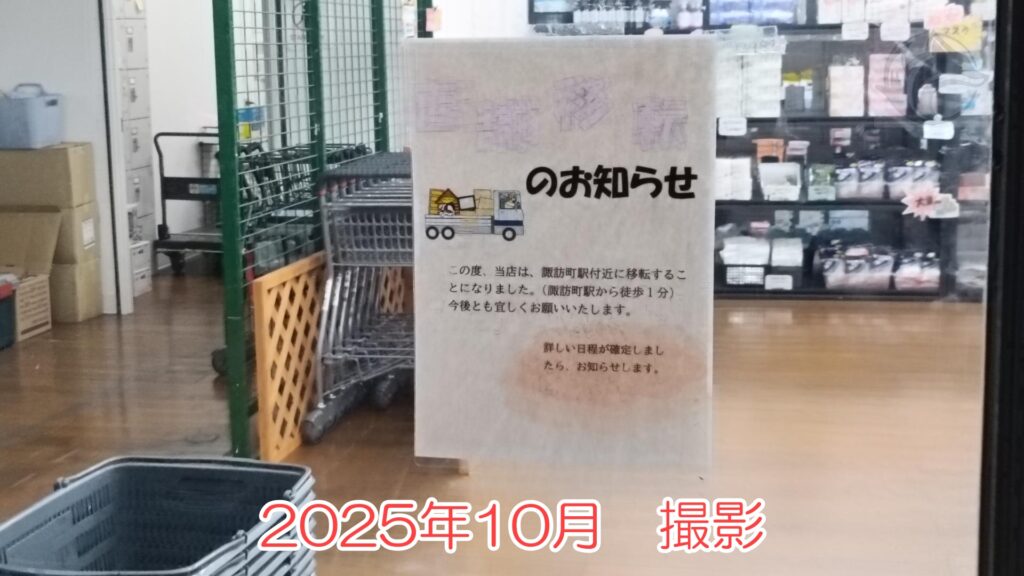 移転
のお知らせ
この度、当店は、諏訪町駅付近に移転するこ
とになりました。（諏訪町駅から徒歩１分）
今後とも宜しくお願いいたします。
詳しい日程が確定しまし
たら、お知らせします。
2025年10月　撮影